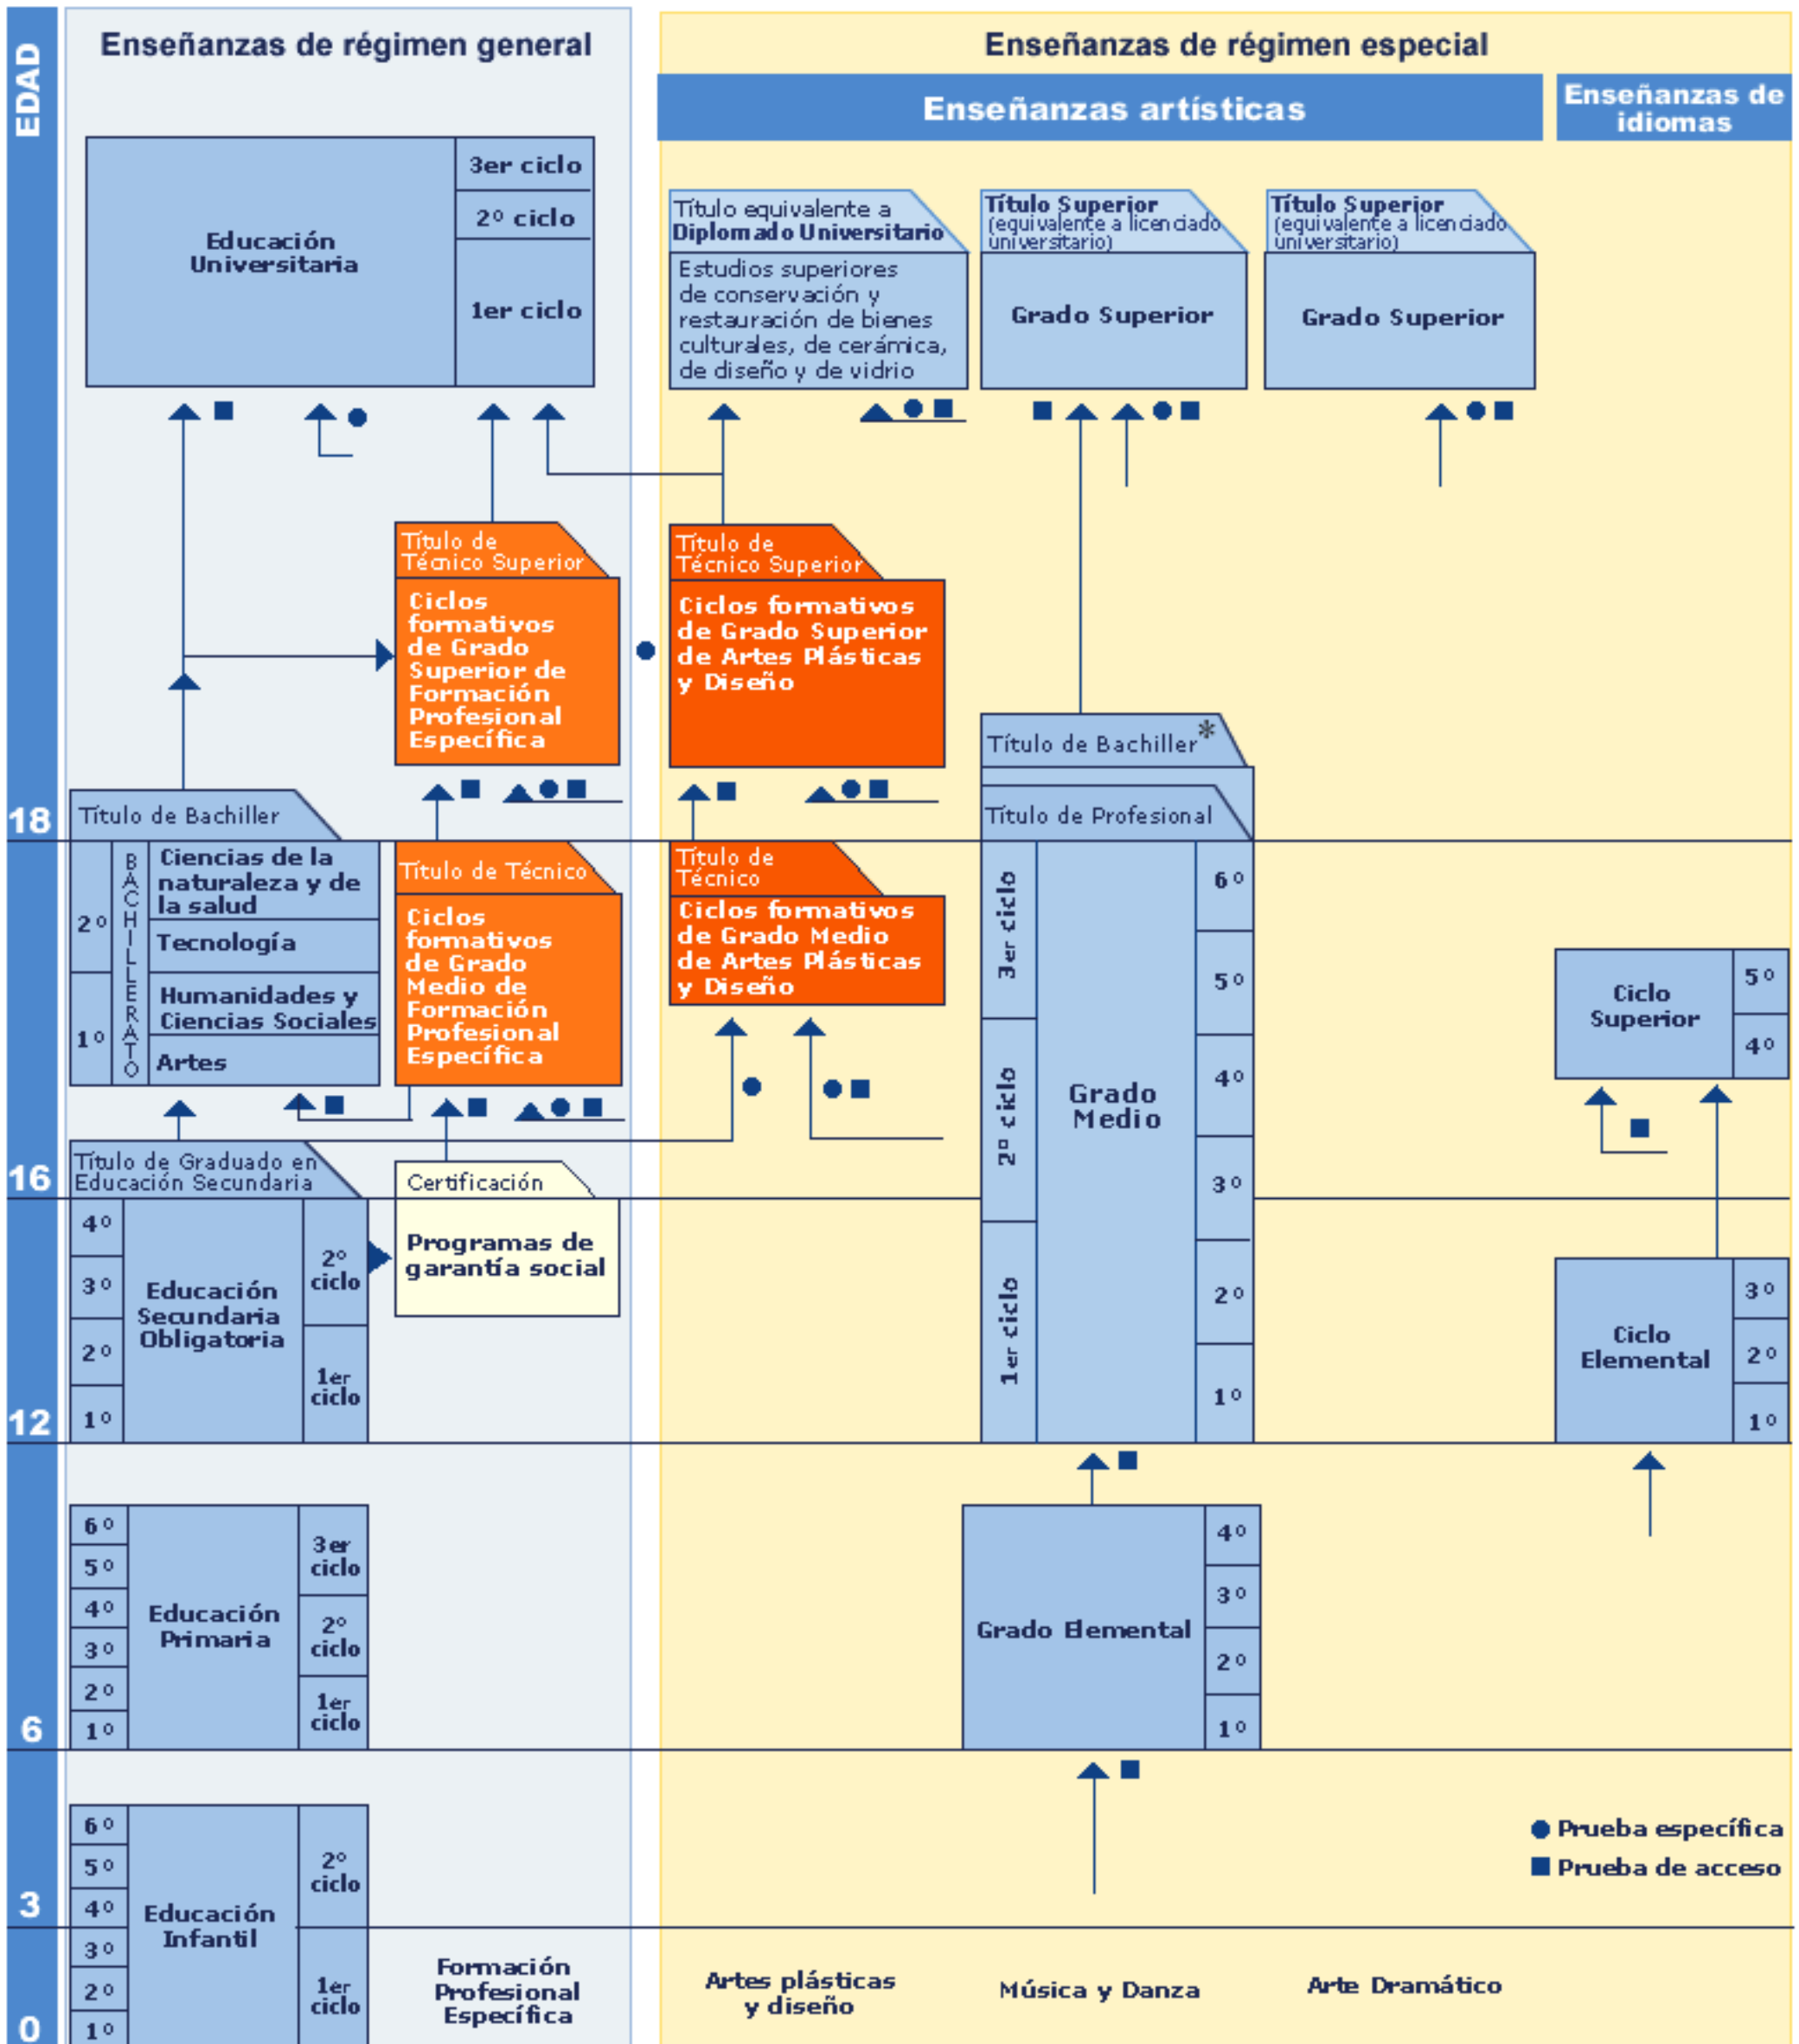 EDAD
Enseñanzas de régimen general
Enseñanzas de régimen especial
Enseñanzas artísticas
Enseñanzas de
idiomas
Educación
Universitaria
3er ciclo
2º ciclo
1er ciclo
Título equivalente a
Diplomado Universitario
Estudios superiores
de conservación y
restauración de bienes
culturales, de cerámica,
de diseño y de vidrio
Título Superior
(equivalente a licenciado
universitario)
Grado Superior
Título Superior
(equivalente a licenciado
universitario)
Grado Superior
Título de
Técnico Superior
Ciclos
formativos
de Grado
Superior de
Formación
Profesional
Específica
Título de
Técnico Superior
Ciclos formativos
de Grado Superior
de Artes Plásticas
y Diseño
Título de Bachiller*
Título de Profesional
18
Título de Bachiller
2º
1º
BACHILLERATO
Ciencias de la
naturaleza y de
la salud
Tecnología
Humanidades y
Ciencias Sociales
Artes
Título de Técnico
Ciclos
formativos
de Grado
Medio de
Formación
Profesional
Específica
Título de
Técnico
Ciclos formativos
de Grado Medio
de Artes Plásticas
y Diseño
3er ciclo
2º ciclo
1er ciclo
Grado
Medio
6º
5º
4º
3º
2º
1º
Ciclo
Superior
5º
4º
16
Título de Graduado en
Educación Secundaria
4º
3º
2º
1º
Educación
Secundaria
Obligatoria
2º
ciclo
1er
ciclo
Certificación
Programas de
garantía social
Ciclo
Elemental
3º
2º
1º
12
6º
5º
4º
3º
2º
1º
Educación
Primaria
3er
ciclo
2º
ciclo
1er
ciclo
Grado Elemental
4º
3º
2º
1º
6
6º
5º
4º
3º
2º
1º
Educación
Infantil
2º
ciclo
1er
ciclo
3
0
Prueba específica
Prueba de acceso
Formación
Profesional
Específica
Artes plásticas
y diseño
Música y Danza
Arte Dramático